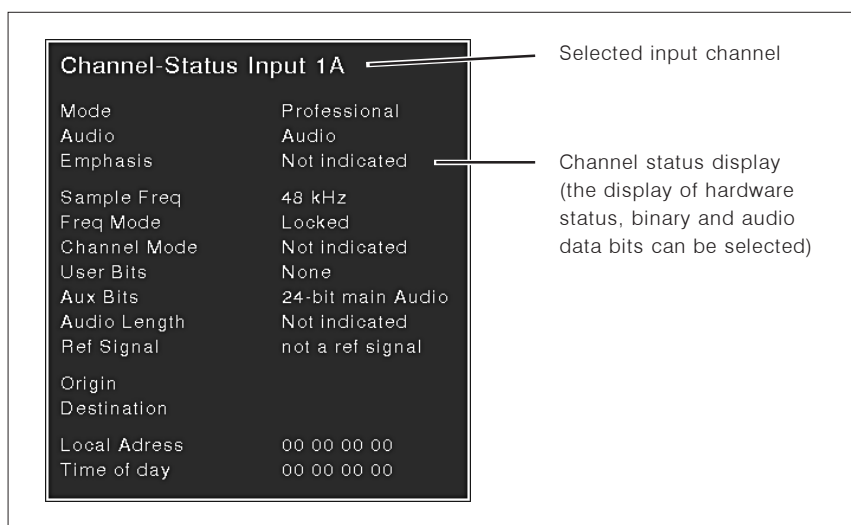 Channel-Status Input 1A
Selected input channel
Mode Professional
Audio Audio
Emphasis Not indicated
Channel status display
(the display of hardware
status, binary and audio
data bits can be selected)
Sample Freq 48 kHz
Freq Mode Locked
Channel Mode Not indicated
User Bits None
Aux Bits 24-bit main Audio
Audio Length Not indicated
Ref Signal not a ref signal
Origin
Destination
Local Adress 00 00 00 00
Time of day 00 00 00 00